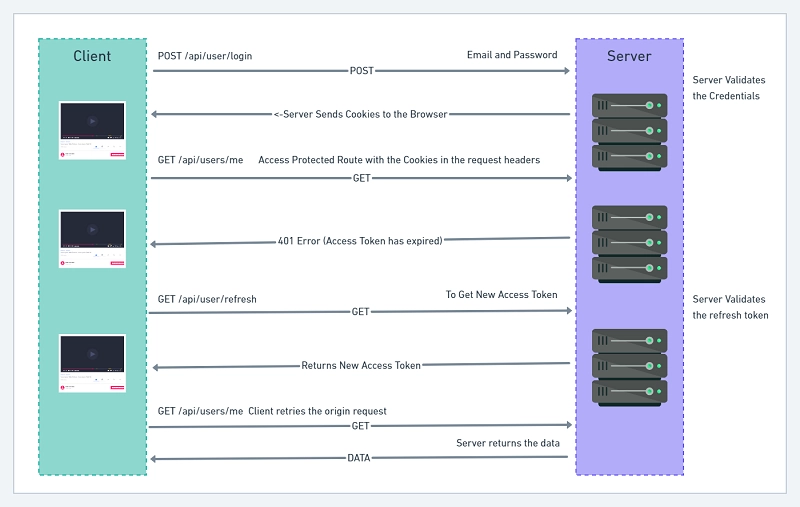 Client
Server
POST /api/user/login
Email and Password
POST
Server Validates
the Credentials
<-Server Sends Cookies to the Browser
GET /api/users/me
Access Protected Route with the Cookies in the request headers
GET
401 Error (Access Token has expired)
GET /api/user/refresh
To Get New Access Token
GET
Server Validates
the refresh token
Returns New Access Token
GET /api/users/me Client retries the origin request
GET
Server returns the data
DATA